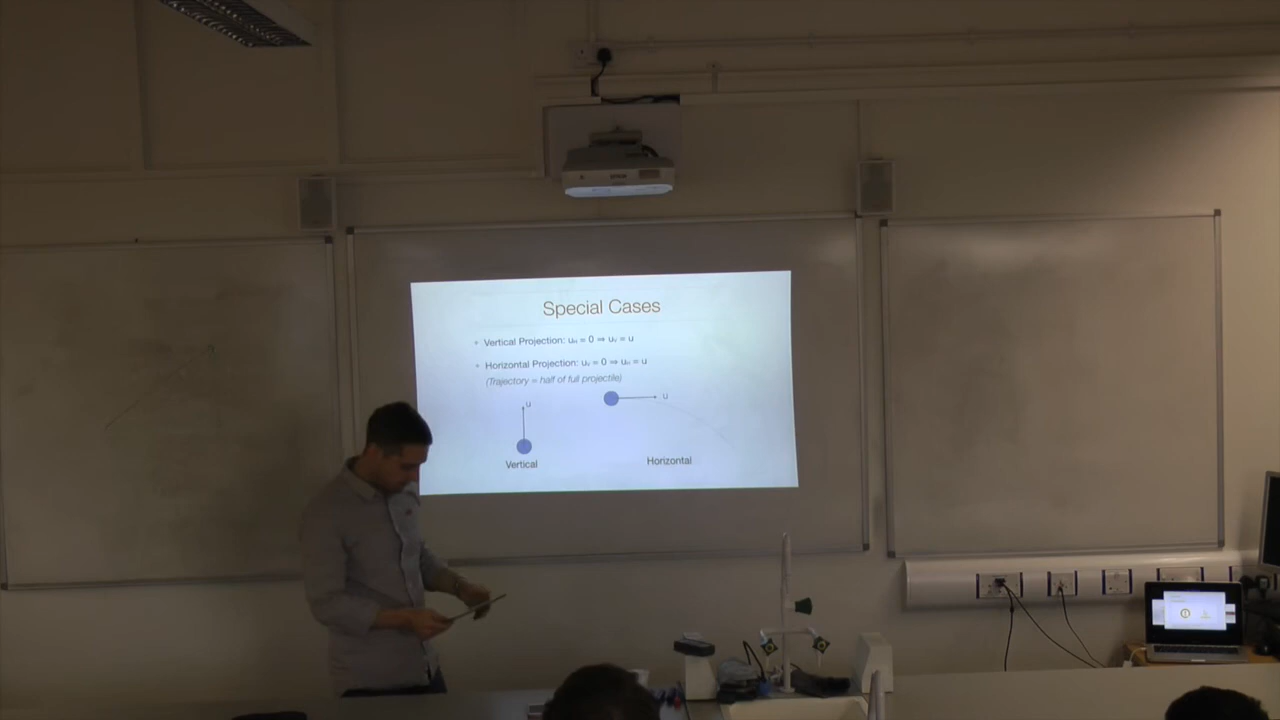 EPSON
Special Cases
Vertical Projection: uₕ = 0 ⇒ uᵥ = u
Horizontal Projection: uᵥ = 0 ⇒ uₕ = u
(Trajectory = half of full projectile)
u
u
Vertical
Horizontal